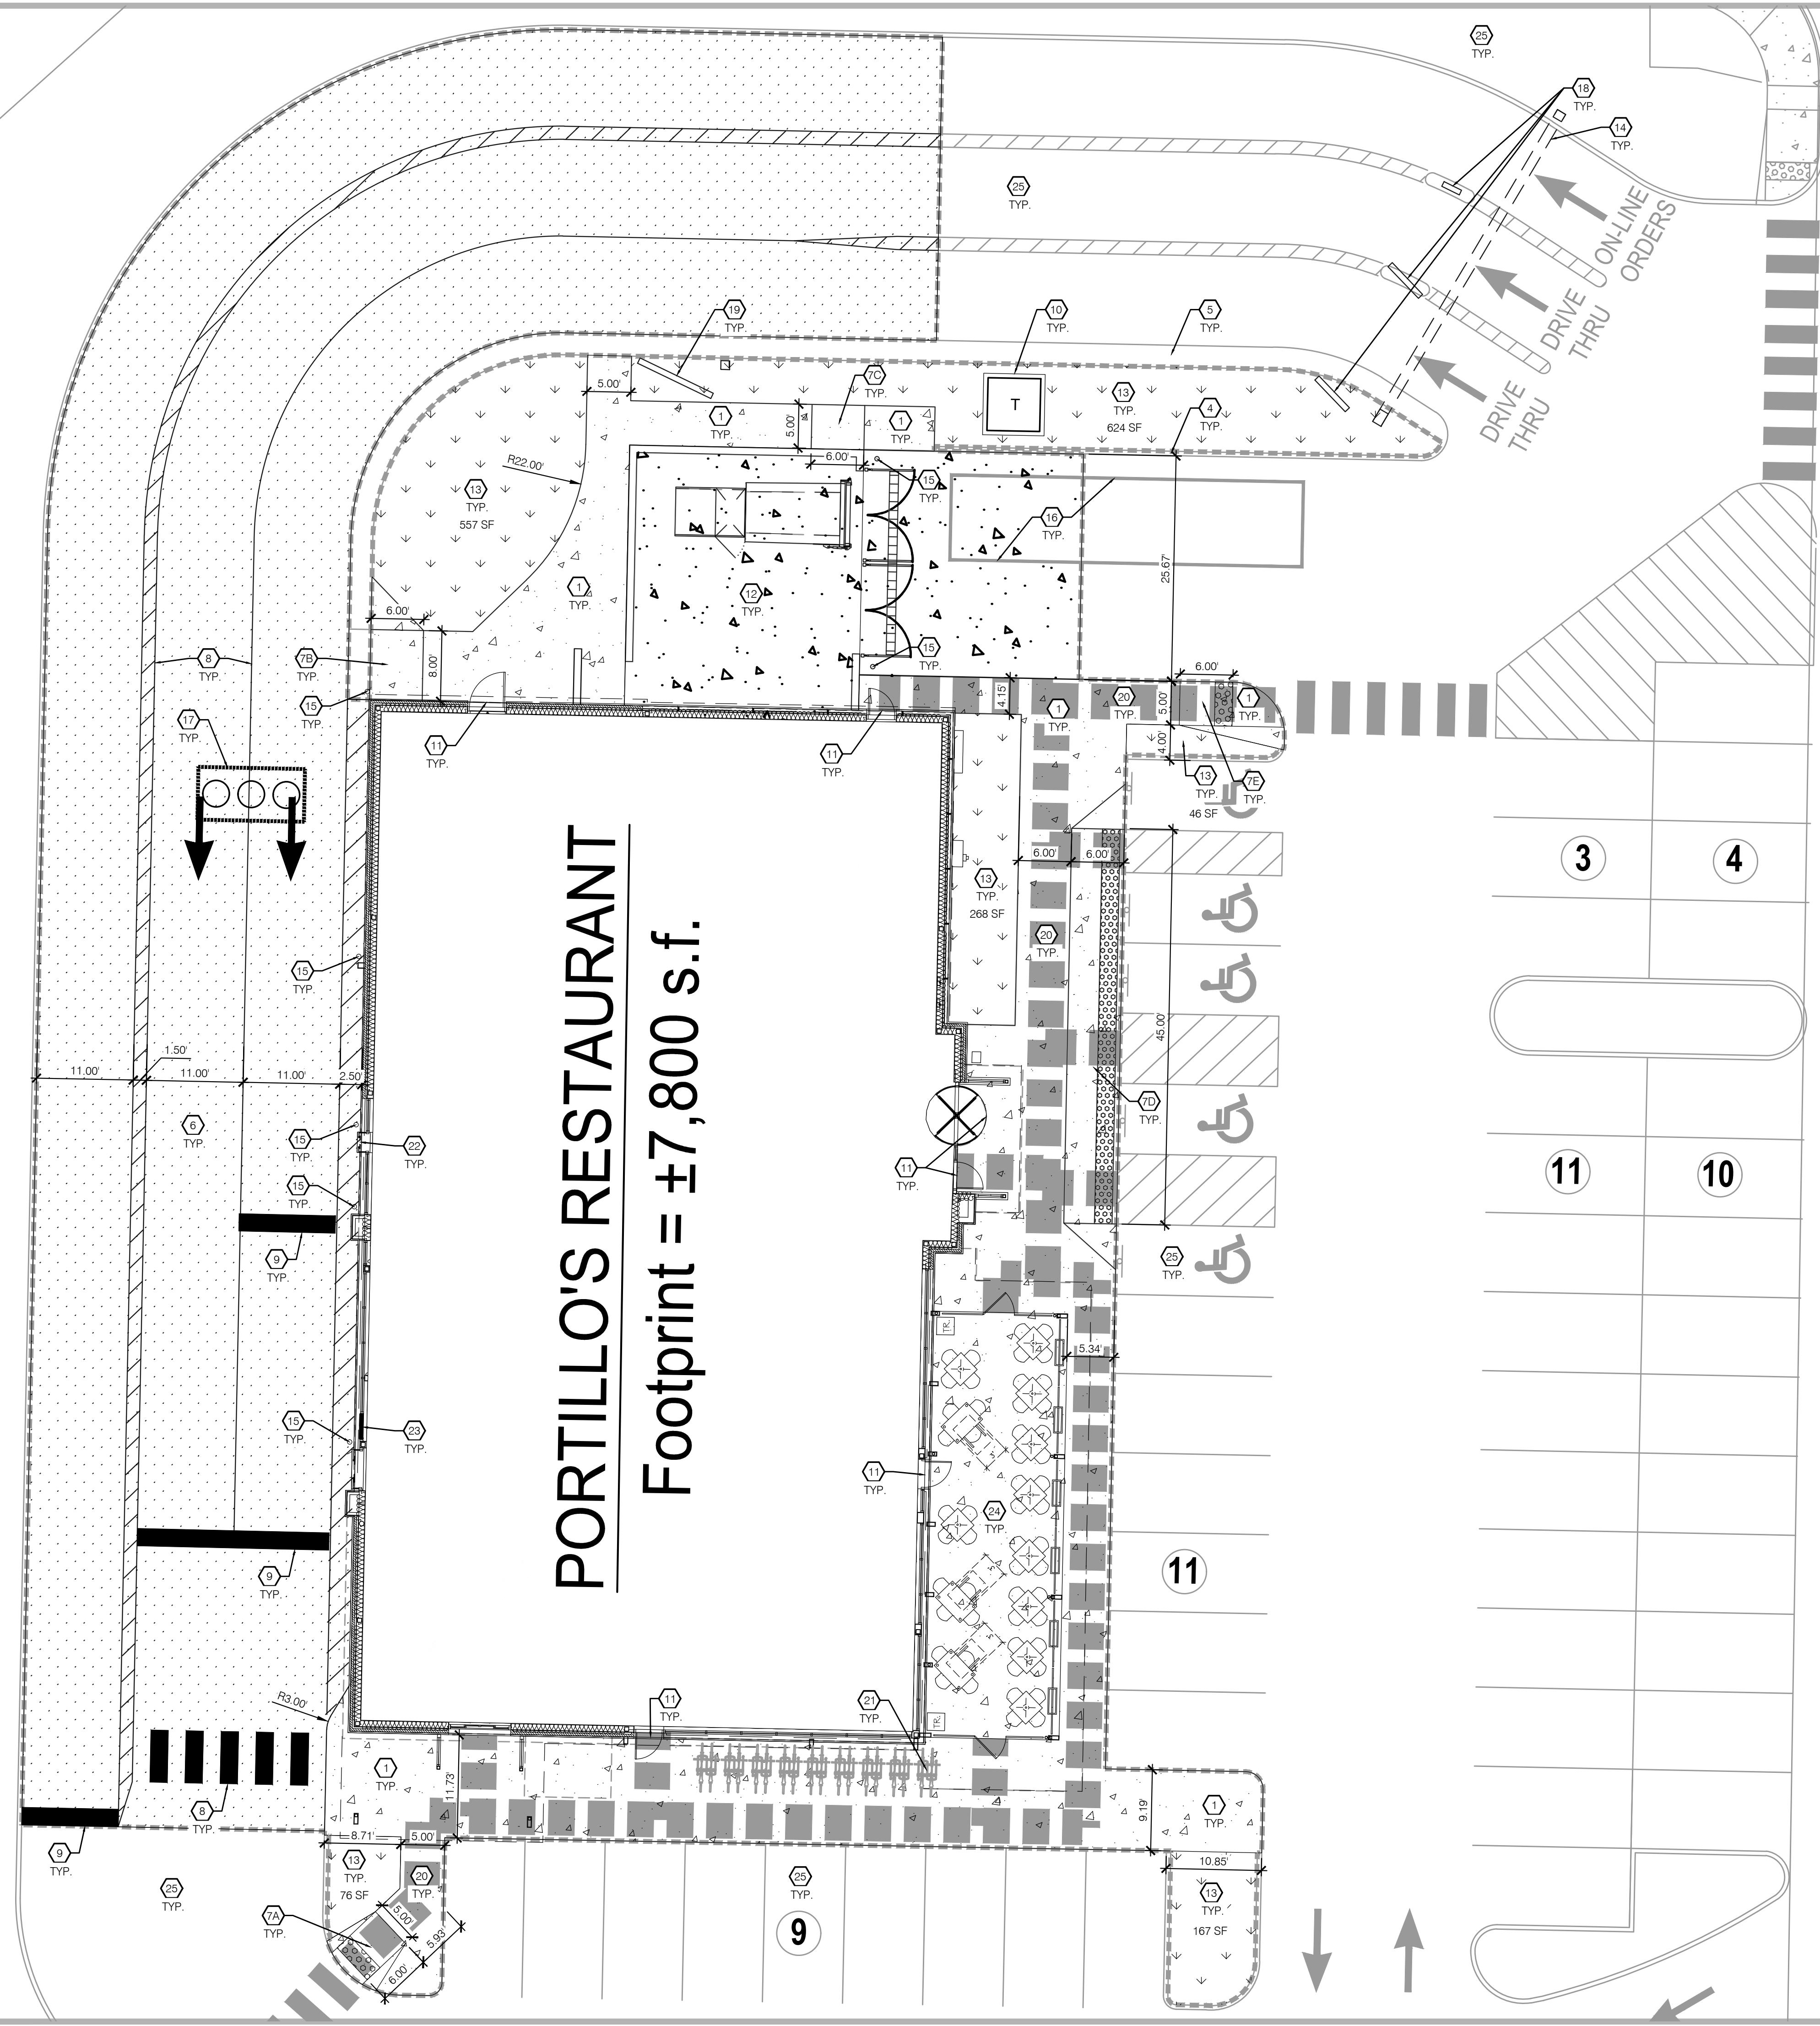 25
TYP.
18
TYP.
14
TYP.
25
TYP.
ON-LINE
ORDERS
DRIVE
THRU
DRIVE
THRU
19
TYP.
10
TYP.
5
TYP.
5.00'
7C
TYP.
T
13
TYP.
624 SF
4
TYP.
1
TYP.
5.00'
1
TYP.
R22.00'
6.00'
15
TYP.
13
TYP.
557 SF
16
TYP.
25.67'
1
TYP.
12
TYP.
6.00'
8.00'
8
TYP.
7B
TYP.
15
TYP.
6.00'
15
TYP.
17
TYP.
4.15'
1
TYP.
20
TYP.
5.00'
1
TYP.
11
TYP.
11
TYP.
4.00'
13
TYP.
46 SF
7E
TYP.
6.00'
6.00'
3
4
13
TYP.
268 SF
20
TYP.
15
TYP.
45.00'
PORTILLO'S RESTAURANT
Footprint = ±7,800 s.f.
1.50'
11.00'
11.00'
11.00'
2.50'
6
TYP.
15
TYP.
22
TYP.
7D
TYP.
15
TYP.
11
TYP.
11
10
9
TYP.
25
TYP.
TR.
5.34'
15
TYP.
23
TYP.
11
TYP.
24
TYP.
9
TYP.
11
R3.00'
11
TYP.
21
TYP.
TR.
1
TYP.
11.73'
8
TYP.
9.19'
1
TYP.
9
TYP.
8.71'
5.00'
10.85'
13
TYP.
76 SF
20
TYP.
25
TYP.
25
TYP.
13
TYP.
167 SF
7A
TYP.
5.00'
5.93'
6.00'
9